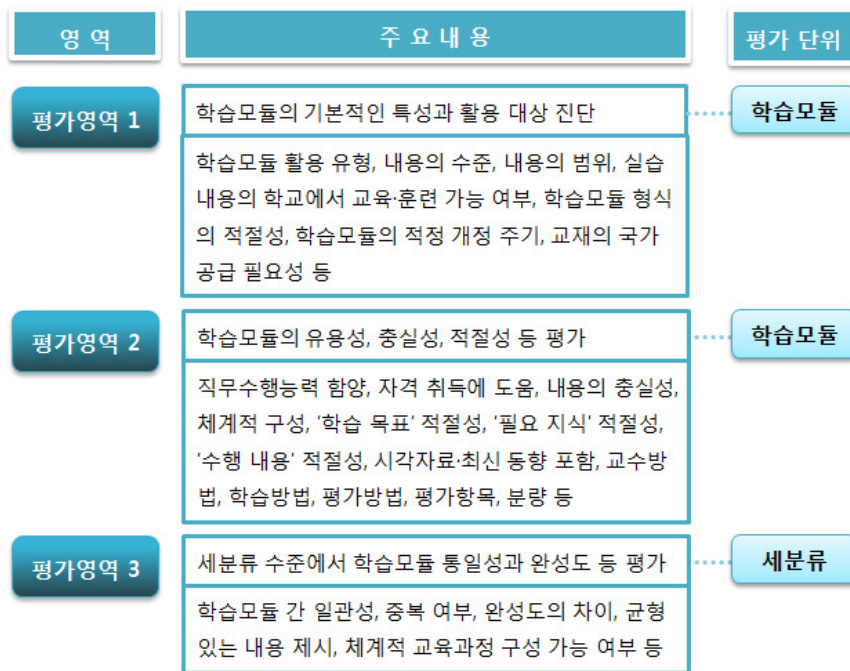 영 역
주 요 내 용
평가 단위
평가영역 1
학습모듈의 기본적인 특성과 활용 대상 진단
학습모듈
학습모듈 활용 유형, 내용의 수준, 내용의 범위, 실습
내용의 학교에서 교육·훈련 가능 여부, 학습모듈 형식
의 적절성, 학습모듈의 적정 개정 주기, 교재의 국가
공급 필요성 등
평가영역 2
학습모듈의 유용성, 충실성, 적절성 등 평가
학습모듈
직무수행능력 함양, 자격 취득에 도움, 내용의 충실성,
체계적 구성, ‘학습 목표’ 적절성, ‘필요 지식’ 적절성,
‘수행 내용’ 적절성, 시각자료·최신 동향 포함, 교수방
법, 학습방법, 평가방법, 평가항목, 분량 등
평가영역 3
세분류 수준에서 학습모듈 통일성과 완성도 등 평가
세분류
학습모듈 간 일관성, 중복 여부, 완성도의 차이, 균형
있는 내용 제시, 체계적 교육과정 구성 가능 여부 등